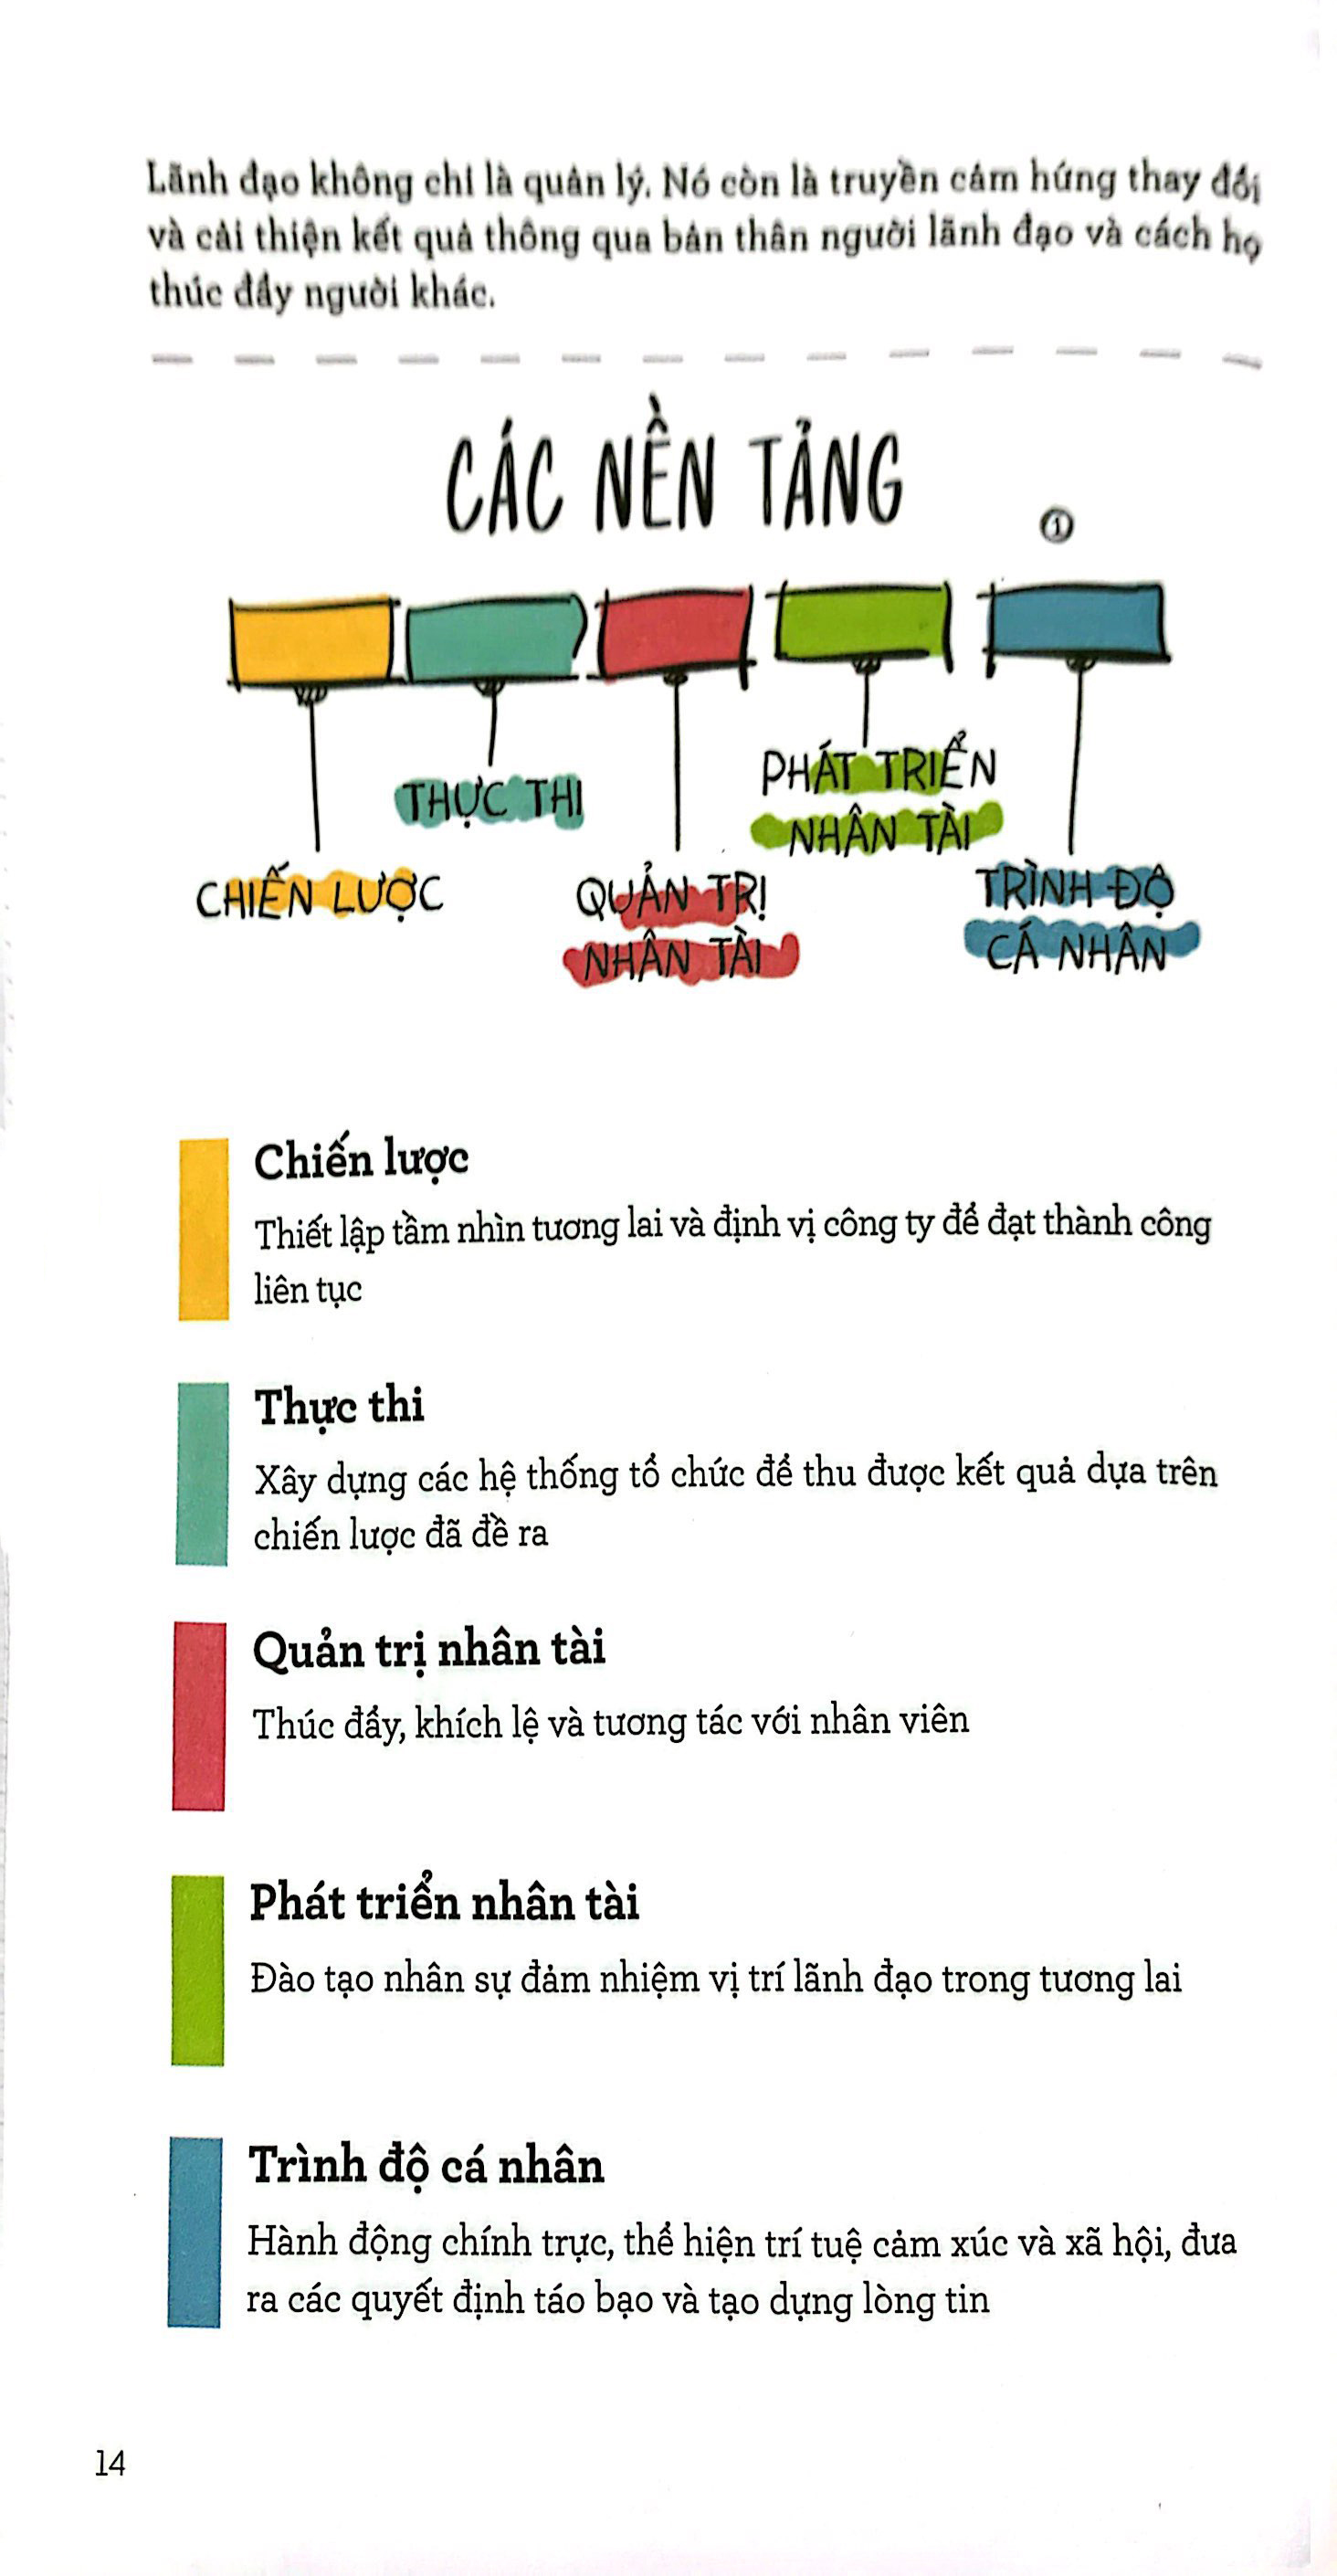 Lãnh đạo không chỉ là quản lý. Nó còn là truyền cảm hứng thay đổi
và cải thiện kết quả thông qua bản thân người lãnh đạo và cách họ
thúc đẩy người khác.
CÁC NỀN TẢNG
1
PHÁT TRIỂN
NHÂN TÀI
THỰC THI
CHIẾN LƯỢC
QUẢN TRỊ
NHÂN TÀI
TRÌNH ĐỘ
CÁ NHÂN
Chiến lược
Thiết lập tầm nhìn tương lai và định vị công ty để đạt thành công
liên tục
Thực thi
Xây dựng các hệ thống tổ chức để thu được kết quả dựa trên
chiến lược đã đề ra
Quản trị nhân tài
Thúc đẩy, khích lệ và tương tác với nhân viên
Phát triển nhân tài
Đào tạo nhân sự đảm nhiệm vị trí lãnh đạo trong tương lai
Trình độ cá nhân
Hành động chính trực, thể hiện trí tuệ cảm xúc và xã hội, đưa
ra các quyết định táo bạo và tạo dựng lòng tin
14